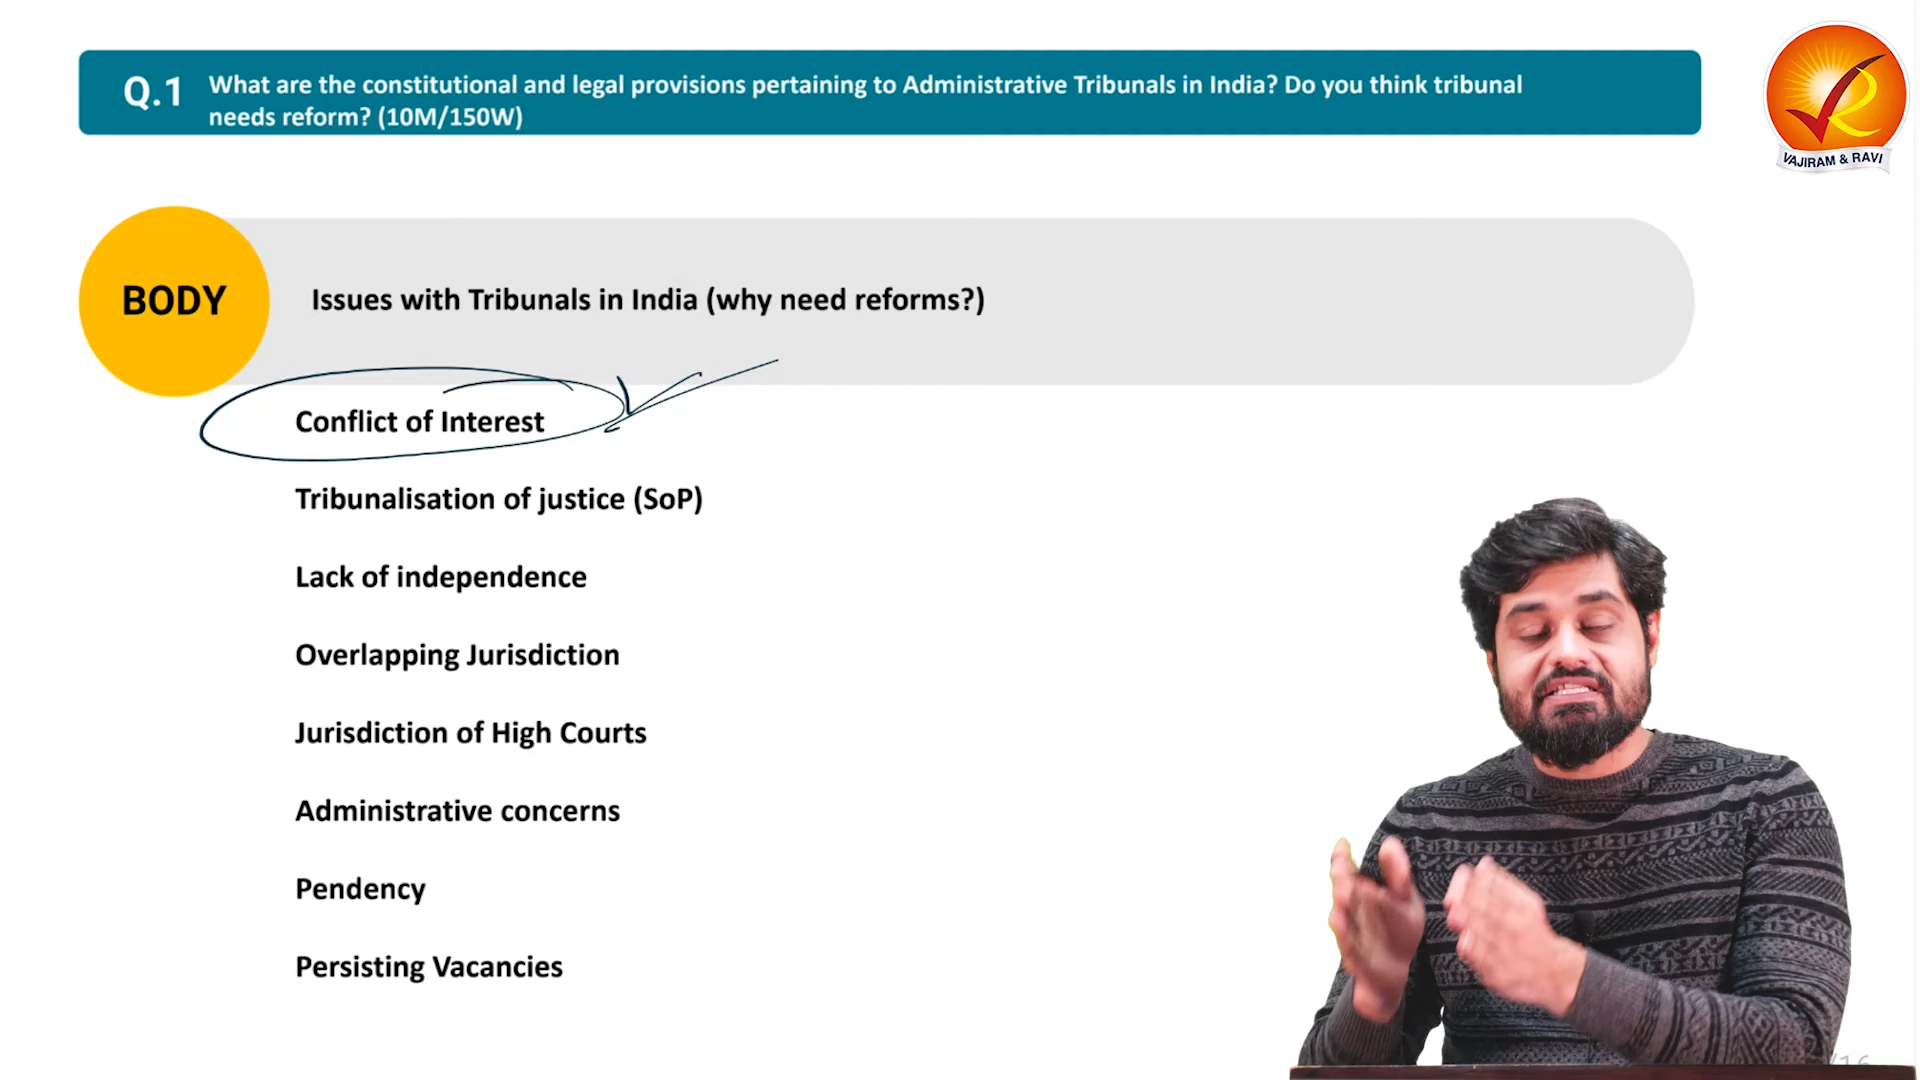 Q.1 What are the constitutional and legal provisions pertaining to Administrative Tribunals in India? Do you think tribunal
needs reform? (10M/150W)
VAJIRAM & RAVI
BODY
Issues with Tribunals in India (why need reforms?)
Conflict of Interest
Tribunalisation of justice (SoP)
Lack of independence
Overlapping Jurisdiction
Jurisdiction of High Courts
Administrative concerns
Pendency
Persisting Vacancies